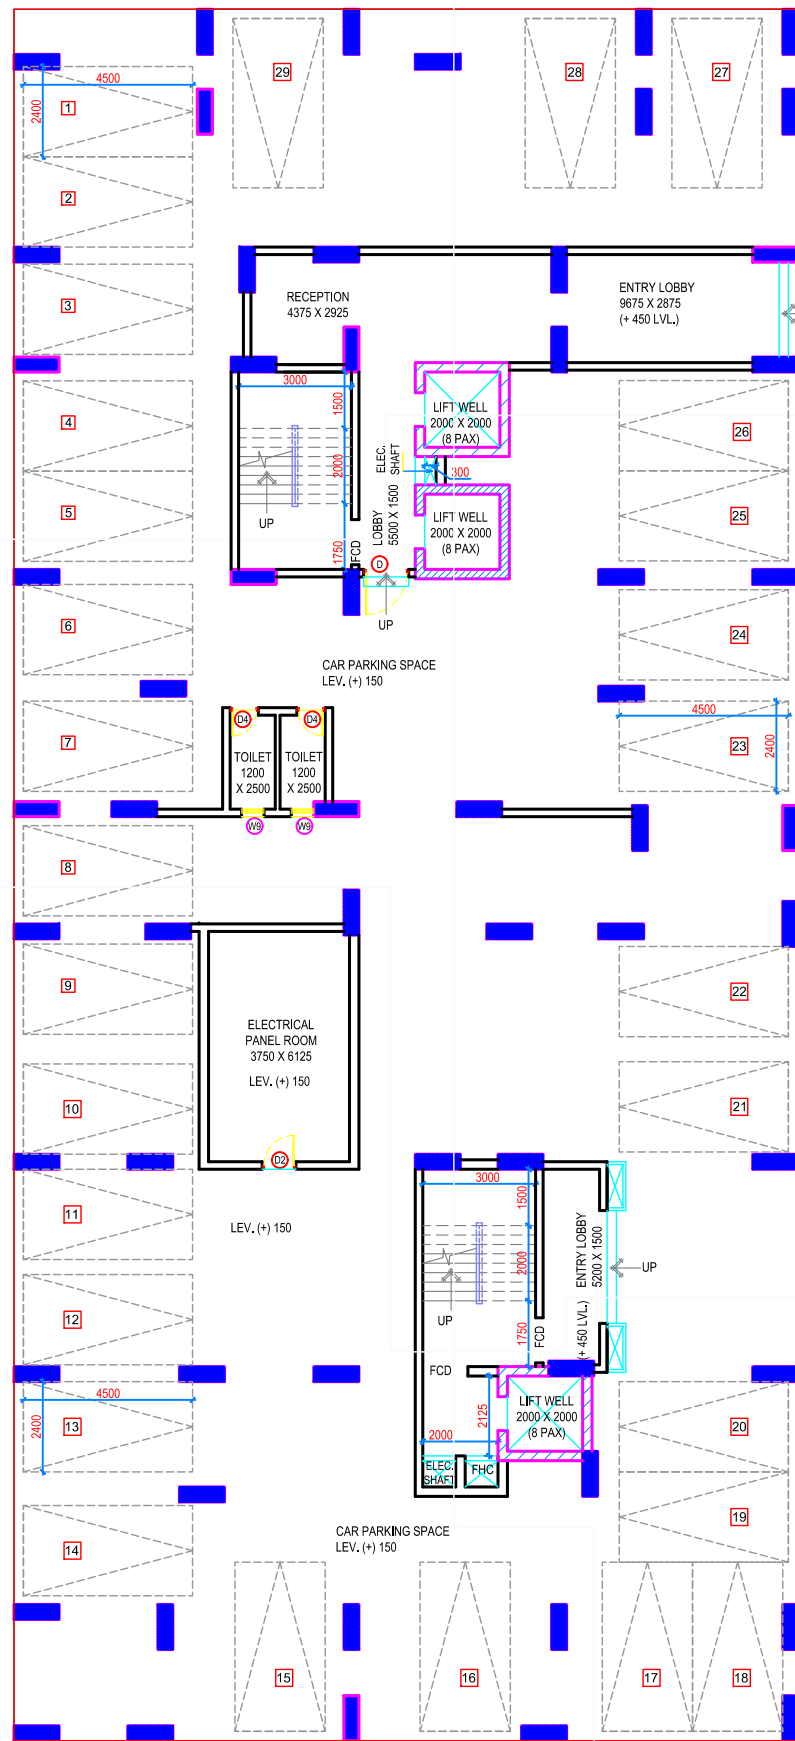 29
28
27
4500
1
2400
2
3
RECEPTION
4375 X 2925
ENTRY LOBBY
9675 X 2875
(+ 450 LVL.)
3000
1500
2000
1750
UP
FCD
LOBBY
5500 X 1500
ELEC.
SHAFT
LIFT WELL
2000 X 2000
(8 PAX)
300
LIFT WELL
2000 X 2000
(8 PAX)
D
UP
4
5
26
25
6
24
CAR PARKING SPACE
LEV. (+) 150
7
D4
D4
TOILET
1200
X 2500
TOILET
1200
X 2500
W9
W9
4500
23
2400
8
9
22
ELECTRICAL
PANEL ROOM
3750 X 6125
LEV. (+) 150
D2
10
21
11
LEV. (+) 150
3000
1500
2000
1750
UP
FCD
ENTRY LOBBY
5200 X 1500
(+ 450 LVL.)
UP
12
FCD
4500
13
2400
2125
2000
LIFT WELL
2000 X 2000
(8 PAX)
ELEC.
SHAFT
FHC
20
19
14
CAR PARKING SPACE
LEV. (+) 150
15
16
17
18